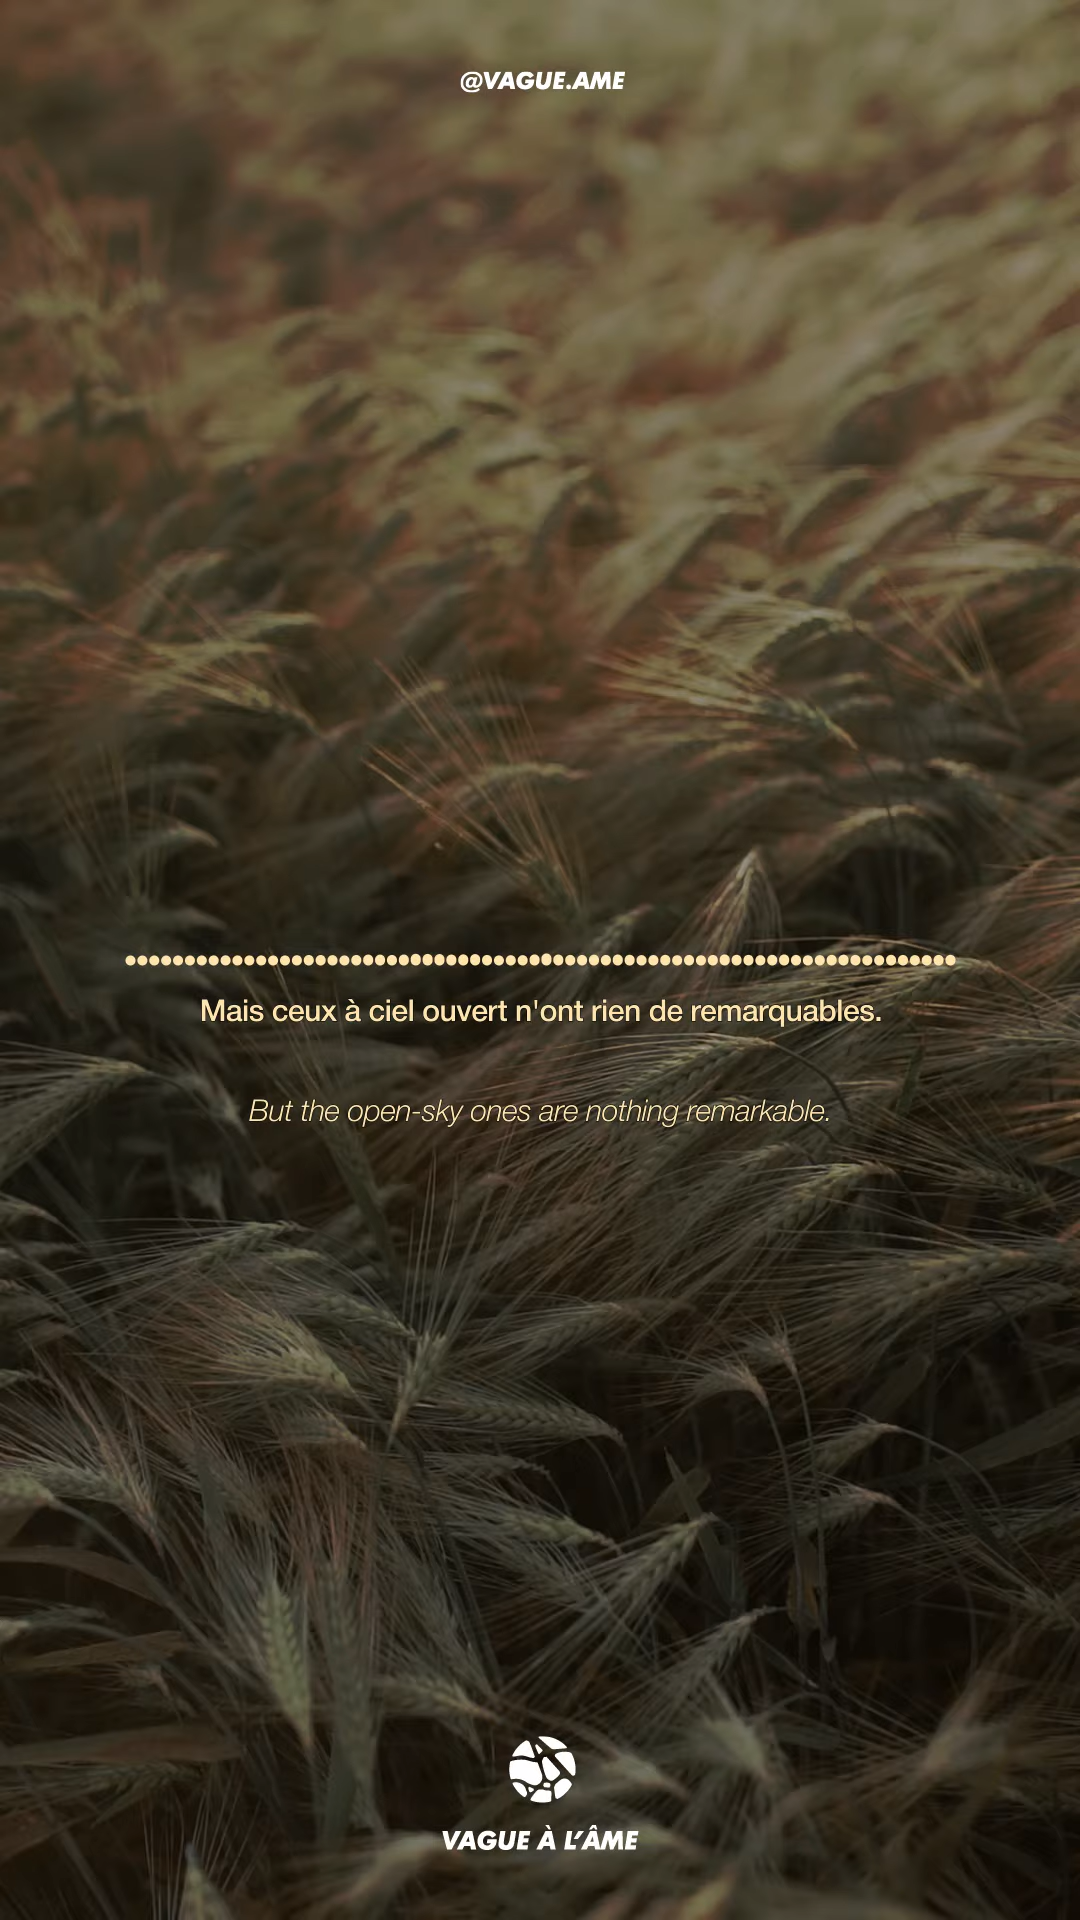 @VAGUE.AME
Mais ceux à ciel ouvert n'ont rien de remarquables.
But the open-sky ones are nothing remarkable.
VAGUE À L'ÂME